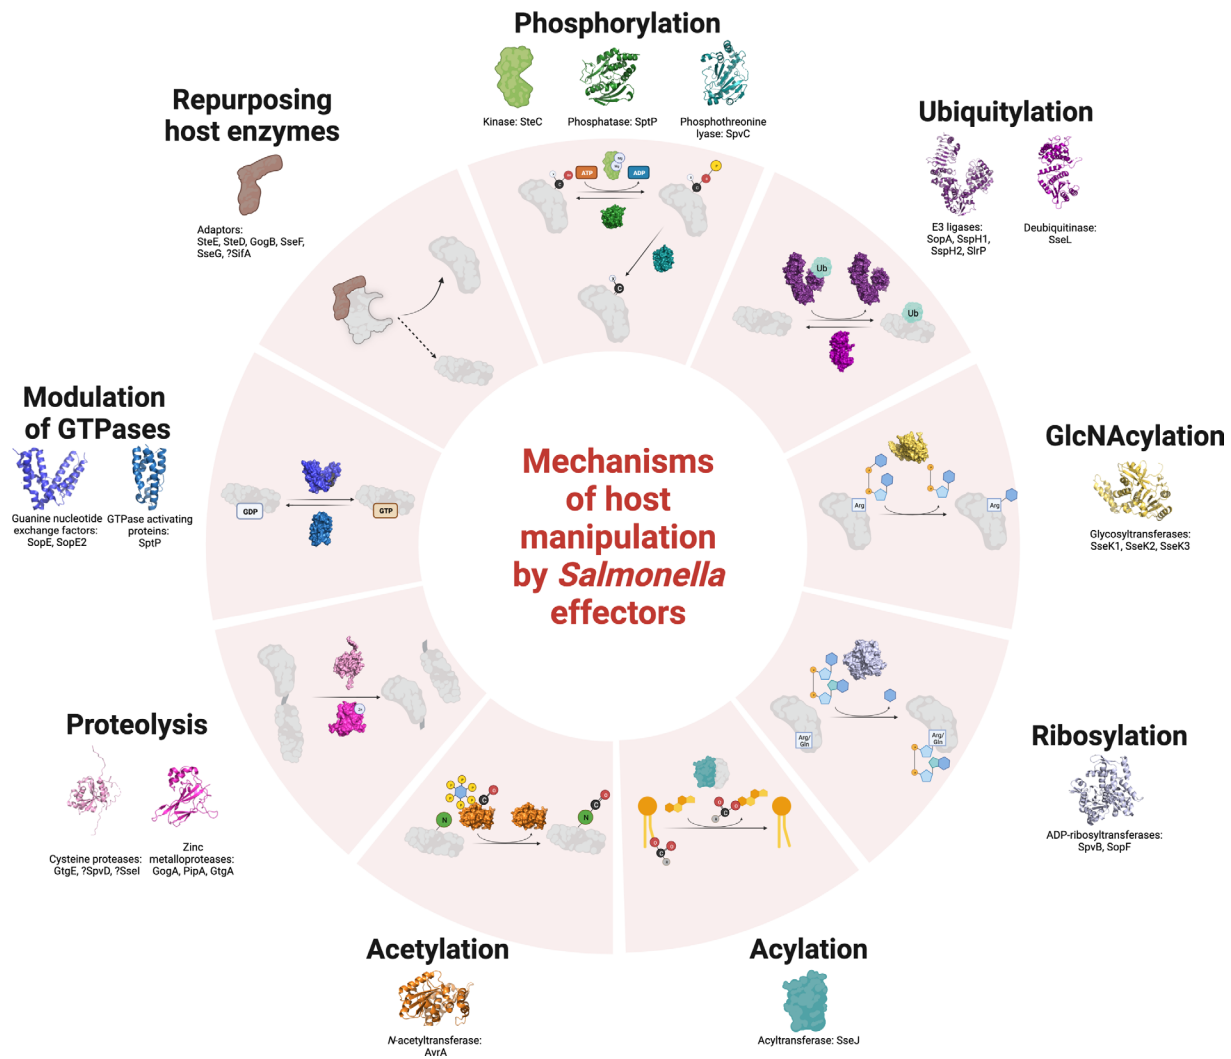 Phosphorylation
Kinase: SteC
Phosphatase: SptP
Phosphothreonine
lyase: SpvC
ATP
ADP
C
C
C
Ubiquitylation
E3 ligases:
SopA, SspH1,
SspH2, SlrP
Deubiquitinase:
SseL
Ub
Ub
GlcNAcylation
Glycosyltransferases:
SseK1, SseK2, SseK3
Arg
Arg
Ribosylation
ADP-ribosyltransferases:
SpvB, SopF
Arg/
Gln
Arg/
Gln
Acylation
Acyltransferase: SseJ
Acetylation
N-acetyltransferase:
AvrA
N
C
O
N
C
O
Proteolysis
Cysteine proteases:
GtgE, ?SpvD, ?SseI
Zinc
metalloproteases:
GogA, PipA, GtgA
Modulation
of GTPases
Guanine nucleotide
exchange factors:
SopE, SopE2
GTPase activating
proteins:
SptP
GDP
GTP
Repurposing
host enzymes
Adaptors:
SteE, SteD, GogB, SseF,
SseG, ?SifA
Mechanisms
of host
manipulation
by Salmonella
effectors